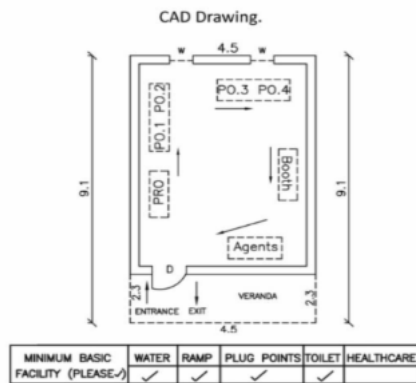 CAD Drawing.
W 4.5 W
PO.1 PO.2
PO.3 PO.4
9.1
9.1
PRO
Booth
Agents
D
2.3
2.3
ENTRANCE EXIT VERANDA
4.5
MINIMUM BASIC FACILITY (PLEASE✓) WATER RAMP PLUG POINTS TOILET HEALTHCARE
✓ ✓ ✓ ✓